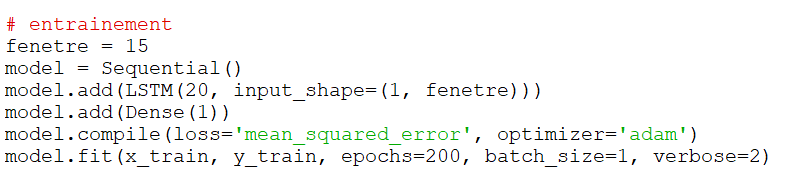 # entrainement
fenetre = 15
model = Sequential()
model.add(LSTM(20, input_shape=(1, fenetre)))
model.add(Dense(1))
model.compile(loss='mean_squared_error', optimizer='adam')
model.fit(x_train, y_train, epochs=200, batch_size=1, verbose=2)